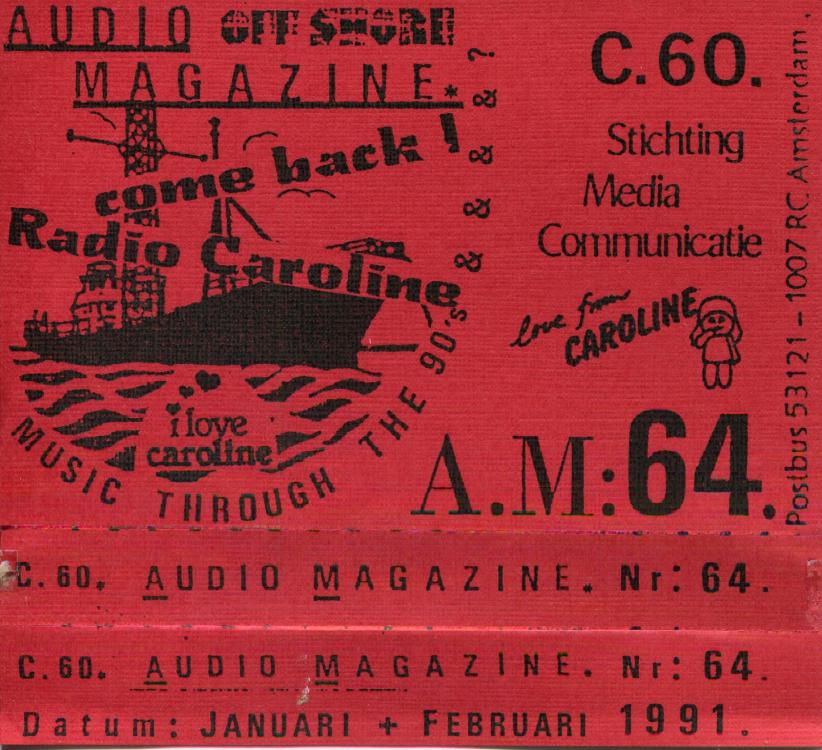 AUDIO OFF SHORE
MAGAZINE.
come back !
Radio Caroline
& & & & & ?
i love
caroline
MUSIC THROUGH THE 90's
C.60.
Stichting
Media
Communicatie
love from
CAROLINE
A.M:64.
Postbus 53121 - 1007 RC Amsterdam.
C.60. AUDIO MAGAZINE. Nr: 64.
C.60. AUDIO MAGAZINE. Nr: 64.
Datum: JANUARI + FEBRUARI 1991.